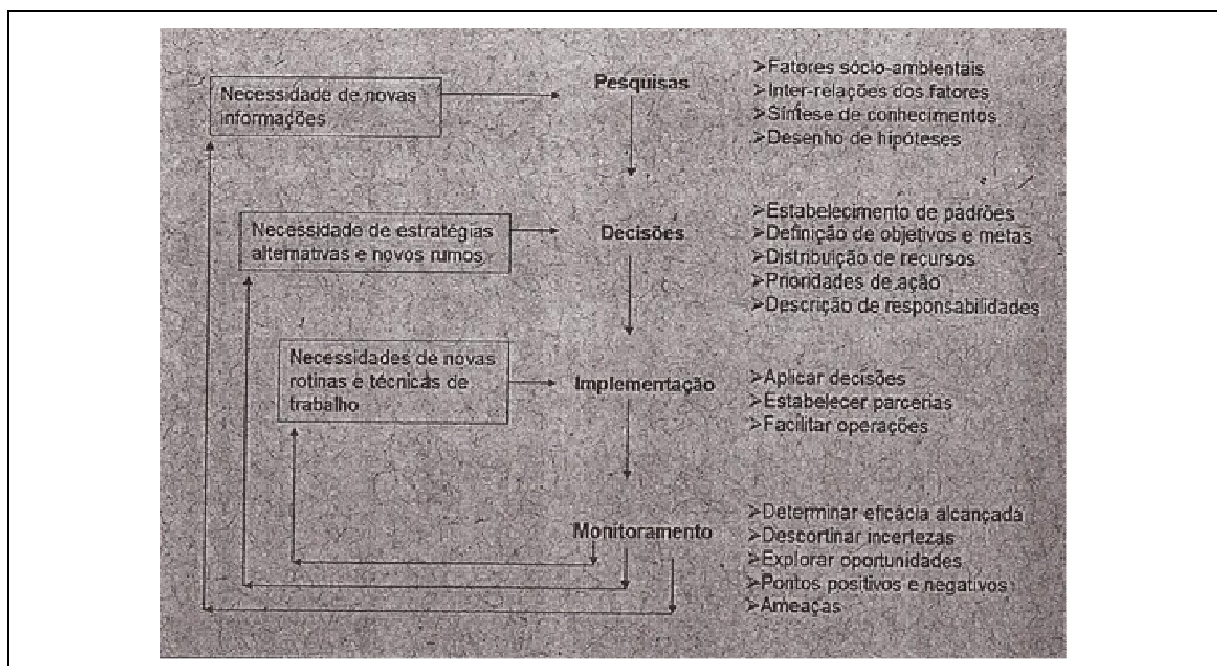 Necessidade de novas
informações
Pesquisas
➢Fatores sócio-ambientais
➢Inter-relações dos fatores
➢Síntese de conhecimentos
➢Desenho de hipóteses
Necessidade de estratégias
alternativas e novos rumos
Decisões
➢Estabelecimento de padrões
➢Definição de objetivos e metas
➢Distribuição de recursos
➢Prioridades de ação
➢Descrição de responsabilidades
Necessidades de novas
rotinas e técnicas de
trabalho
Implementação
➢Aplicar decisões
➢Estabelecer parcerias
➢Facilitar operações
Monitoramento
➢Determinar eficácia alcançada
➢Descortinar incertezas
➢Explorar oportunidades
➢Pontos positivos e negativos
➢Ameaças